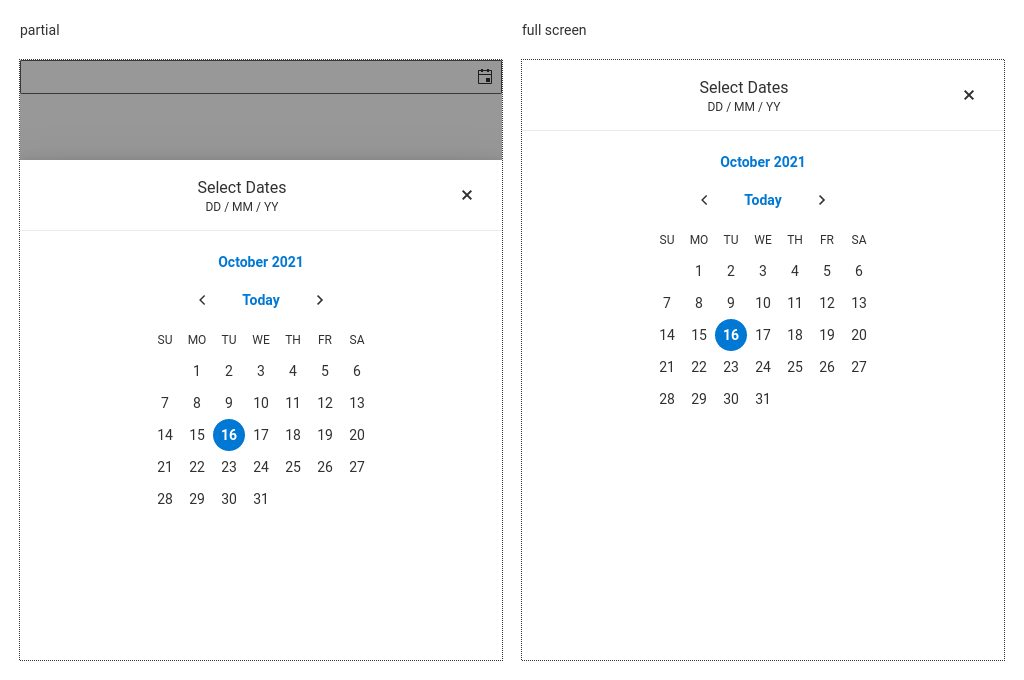 partial
Select Dates
DD / MM / YY
October 2021
Today
SU MO TU WE TH FR SA
1 2 3 4 5 6
7 8 9 10 11 12 13
14 15 16 17 18 19 20
21 22 23 24 25 26 27
28 29 30 31
full screen
Select Dates
DD / MM / YY
October 2021
Today
SU MO TU WE TH FR SA
1 2 3 4 5 6
7 8 9 10 11 12 13
14 15 16 17 18 19 20
21 22 23 24 25 26 27
28 29 30 31